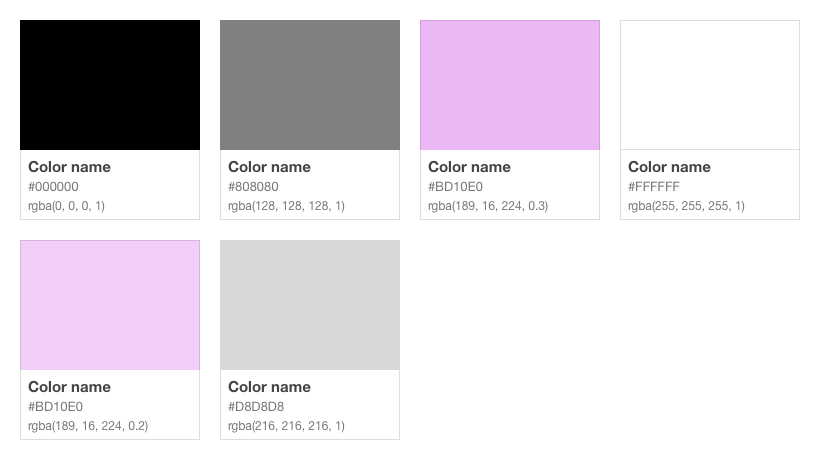 Color name
#000000
rgba(0, 0, 0, 1)
Color name
#808080
rgba(128, 128, 128, 1)
Color name
#BD10E0
rgba(189, 16, 224, 0.3)
Color name
#FFFFFF
rgba(255, 255, 255, 1)
Color name
#BD10E0
rgba(189, 16, 224, 0.2)
Color name
#D8D8D8
rgba(216, 216, 216, 1)